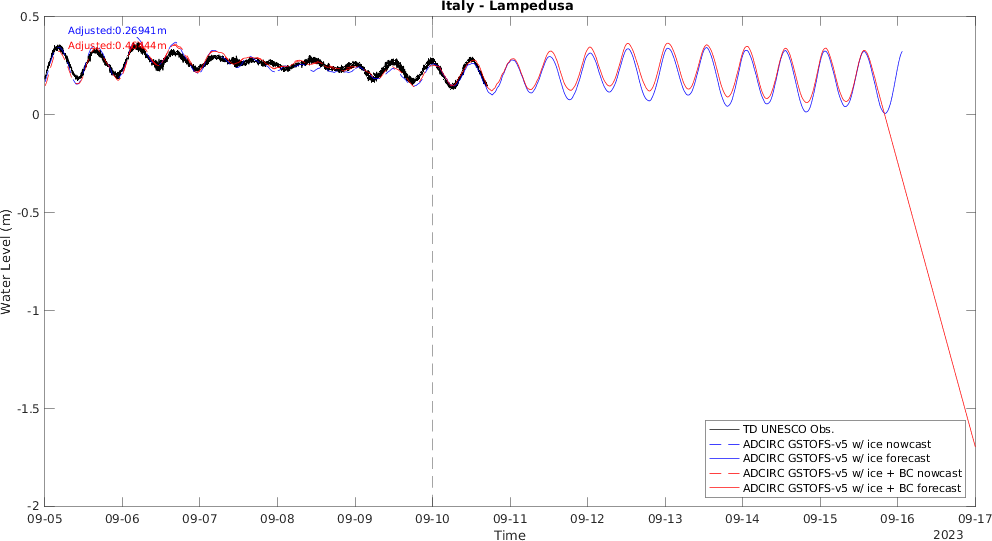 Italy - Lampedusa
0.5
Adjusted:0.26941m
0
-0.5
-1
-1.5
-2
Water Level (m)
TD UNESCO Obs.
ADCIRC GSTOFS-v5 w/ ice nowcast
ADCIRC GSTOFS-v5 w/ ice forecast
ADCIRC GSTOFS-v5 w/ ice + BC nowcast
ADCIRC GSTOFS-v5 w/ ice + BC forecast
09-05 09-06 09-07 09-08 09-09 09-10 09-11 09-12 09-13 09-14 09-15 09-16 09-17
Time
2023